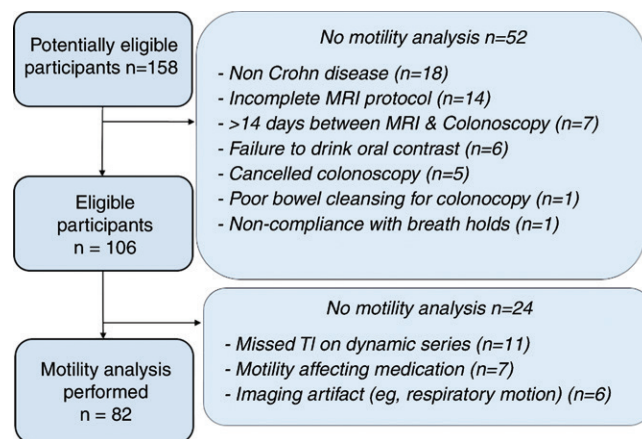 Potentially eligible
participants n=158
No motility analysis n=52
- Non Crohn disease (n=18)
- Incomplete MRI protocol (n=14)
- >14 days between MRI & Colonoscopy (n=7)
- Failure to drink oral contrast (n=6)
- Cancelled colonoscopy (n=5)
- Poor bowel cleansing for colonocopy (n=1)
- Non-compliance with breath holds (n=1)
Eligible
participants
n = 106
No motility analysis n=24
- Missed TI on dynamic series (n=11)
- Motility affecting medication (n=7)
- Imaging artifact (eg, respiratory motion) (n=6)
Motility analysis
performed
n = 82